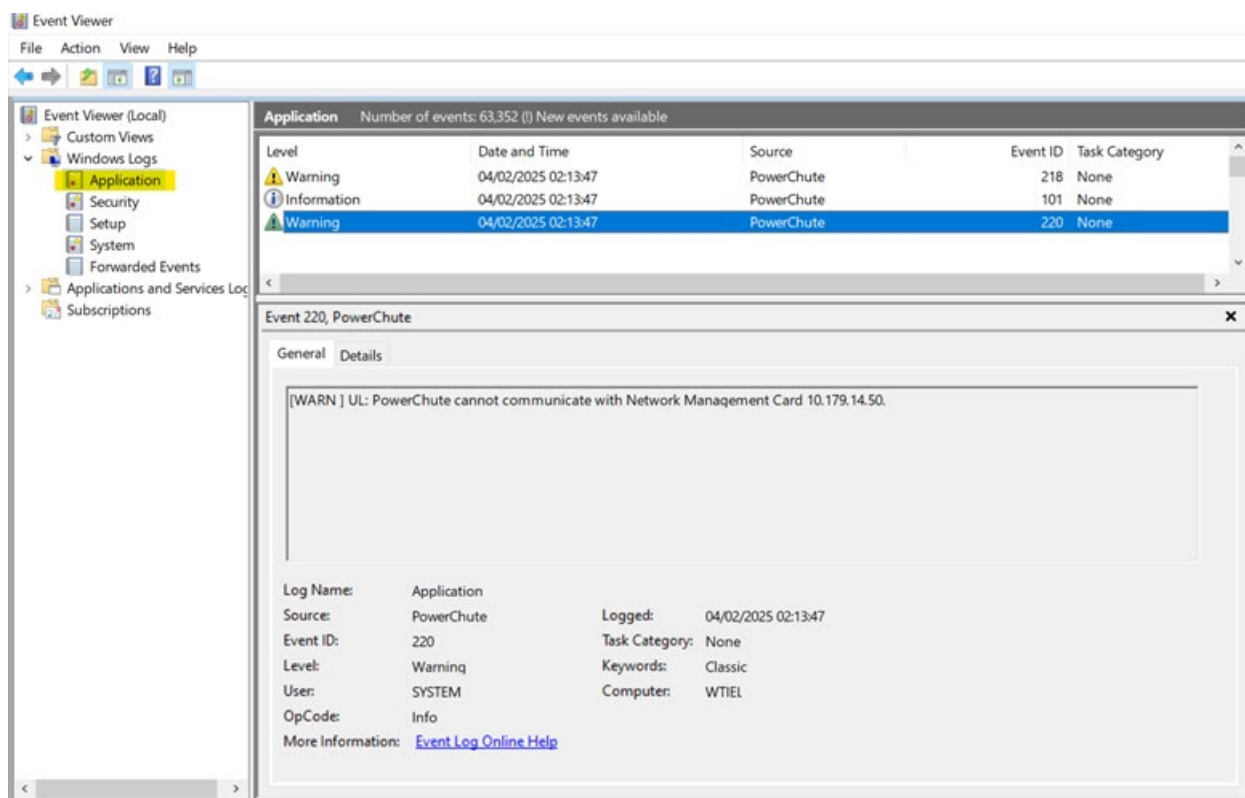 Event Viewer
File Action View Help
Event Viewer (Local)
Custom Views
Windows Logs
Application
Security
Setup
System
Forwarded Events
Applications and Services Log
Subscriptions
Application Number of events: 63,352 (!) New events available
Level Date and Time Source Event ID Task Category
Warning 04/02/2025 02:13:47 PowerChute 218 None
Information 04/02/2025 02:13:47 PowerChute 101 None
Warning 04/02/2025 02:13:47 PowerChute 220 None
Event 220, PowerChute
General Details
[WARN ] UL: PowerChute cannot communicate with Network Management Card 10.179.14.50.
Log Name: Application
Source: PowerChute Logged: 04/02/2025 02:13:47
Event ID: 220 Task Category: None
Level: Warning Keywords: Classic
User: SYSTEM Computer: WTIEL
OpCode: Info
More Information: Event Log Online Help